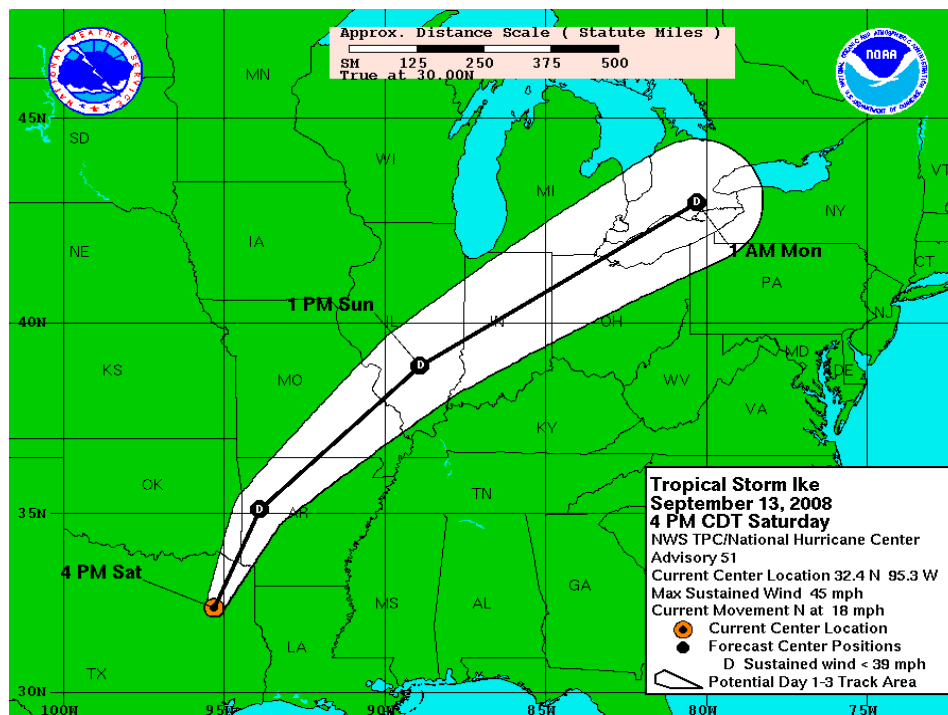 Approx. Distance Scale ( Statute Miles )
SM 125 250 375 500
True at 30.00N
NATIONAL WEATHER SERVICE
NOAA
MN
45N
SD
WI
MI
VT
NY
NE
IA
1 AM Mon
CT
PA
1 PM Sun
NJ
40N
IL
IN
OH
MD
DE
KS
MO
WV
VA
KY
OK
TN
35N
AR
4 PM Sat
MS
AL
GA
LA
TX
30N
100W 95W 90W 85W 80W 75W
D
D
D
Tropical Storm Ike
September 13, 2008
4 PM CDT Saturday
NWS TPC/National Hurricane Center
Advisory 51
Current Center Location 32.4 N 95.3 W
Max Sustained Wind 45 mph
Current Movement N at 18 mph
Current Center Location
Forecast Center Positions
D Sustained wind < 39 mph
Potential Day 1-3 Track Area